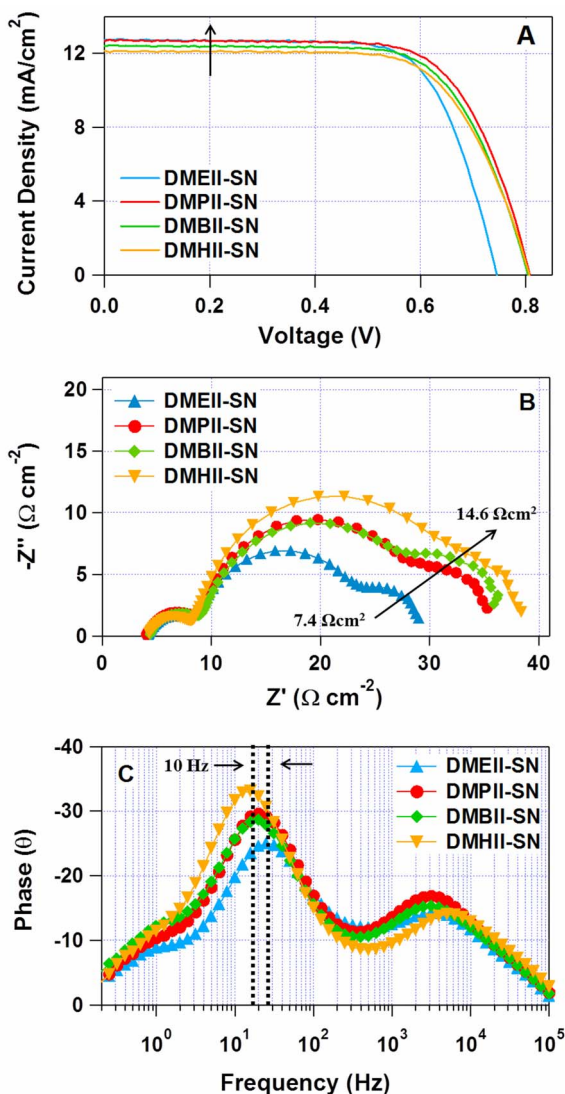 A
Current Density (mA/cm²)
12
8
4
0
DMEII-SN
DMPII-SN
DMBII-SN
DMHII-SN
0.0 0.2 0.4 0.6 0.8
Voltage (V)
B
-Z'' (Ω cm⁻²)
20
15
10
5
0
DMEII-SN
DMPII-SN
DMBII-SN
DMHII-SN
14.6 Ωcm²
7.4 Ωcm²
0 10 20 30 40
Z' (Ω cm⁻²)
C
Phase (θ)
-40
-30
-20
-10
0
10 Hz
DMEII-SN
DMPII-SN
DMBII-SN
DMHII-SN
10⁰ 10¹ 10² 10³ 10⁴ 10⁵
Frequency (Hz)